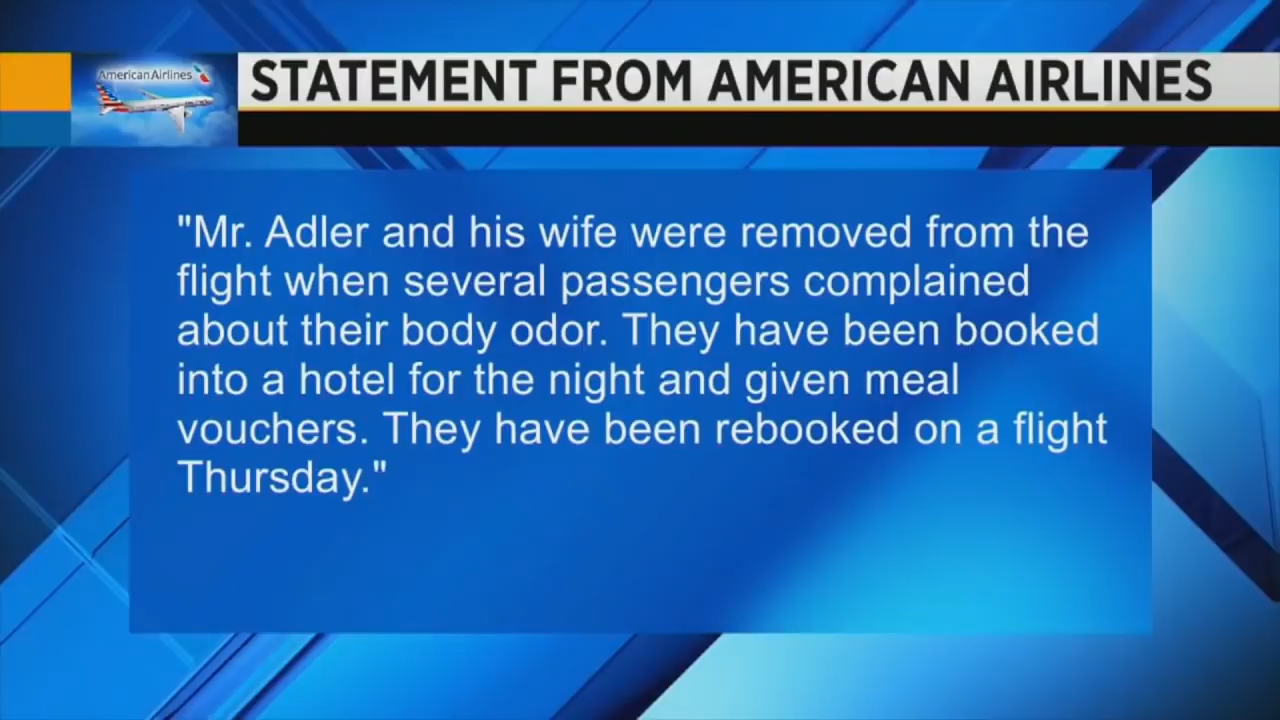 American Airlines
STATEMENT FROM AMERICAN AIRLINES
"Mr. Adler and his wife were removed from the
flight when several passengers complained
about their body odor. They have been booked
into a hotel for the night and given meal
vouchers. They have been rebooked on a flight
Thursday."